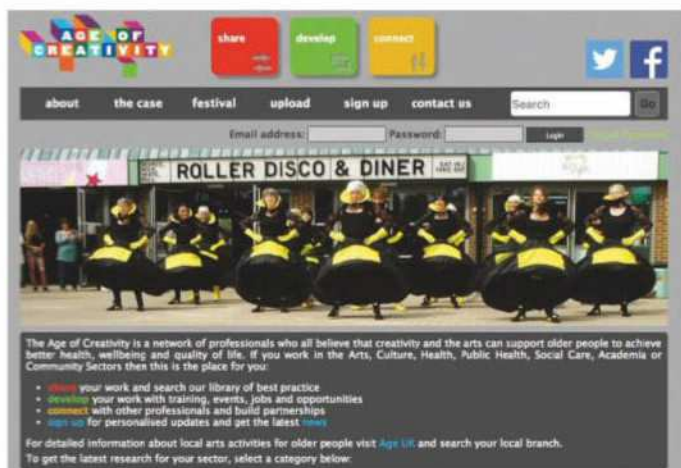 AGE OF
CREATIVITY
share
develop
connect
about the case festival upload sign up contact us Search Go
Email address: Password: Login
ROLLER DISCO & DINER
The Age of Creativity is a network of professionals who all believe that creativity and the arts can support older people to achieve
better health, wellbeing and quality of life. If you work in the Arts, Culture, Health, Public Health, Social Care, Academia or
Community Sectors then this is the place for you:
• share your work and search our library of best practice
• develop your work with training, events, jobs and opportunities
• connect with other professionals and build partnerships
• sign up for personalised updates and get the latest news
For detailed information about local arts activities for older people visit Age UK and search your local branch.
To get the latest research for your sector, select a category below: